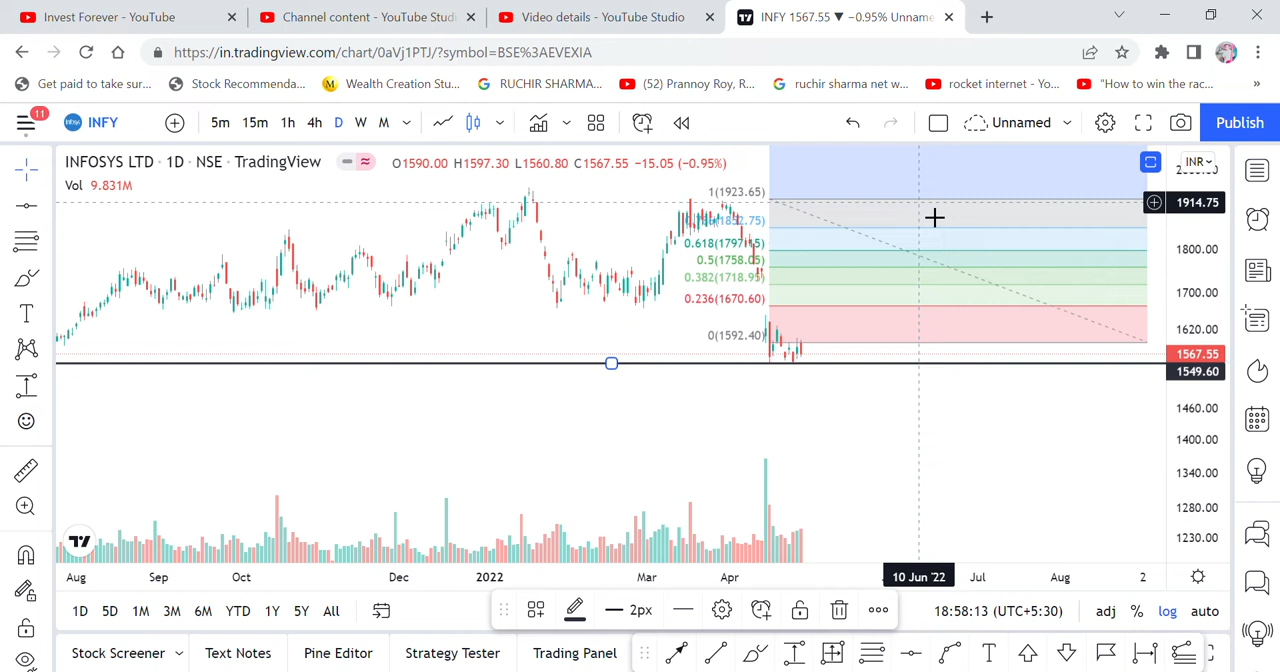 Invest Forever - YouTube
Channel content - YouTube Studi
Video details - YouTube Studio
INFY 1567.55 ▼ −0.95% Unname
https://in.tradingview.com/chart/0aVj1PTJ/?symbol=BSE%3AEVEXIA
Get paid to take sur...
Stock Recommenda...
M Wealth Creation Stu...
RUCHIR SHARMA...
(52) Prannoy Roy, R...
ruchir sharma net w...
rocket internet - Yo...
"How to win the rac...
»
11
INFY
5m 15m 1h 4h D W M
Unnamed
Publish
INFOSYS LTD · 1D · NSE · TradingView
O1590.00 H1597.30 L1560.80 C1567.55 −15.05 (−0.95%)
Vol 9.831M
INR
1(1923.65)
1914.75
0.618(1797.15)
1800.00
0.5(1758.05)
0.382(1718.95)
1700.00
0.236(1670.60)
1620.00
0(1592.40)
1567.55
1549.60
1460.00
1400.00
1340.00
1280.00
1230.00
Aug Sep Oct Dec 2022 Mar Apr 10 Jun '22 Jul Aug 2
1D 5D 1M 3M 6M YTD 1Y 5Y All
2px
18:58:13 (UTC+5:30)
adj % log auto
Stock Screener
Text Notes
Pine Editor
Strategy Tester
Trading Panel